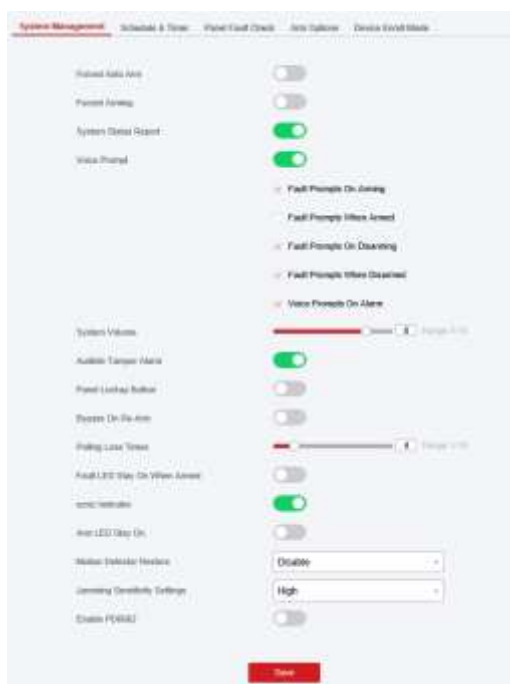 System Management Schedule & Timer Panel Fault Check Arm Options Device Enroll Mode
Forced Auto Arm
Forced Arming
System Status Report
Voice Prompt
Fault Prompts On Arming
Fault Prompts When Armed
Fault Prompts On Disarming
Fault Prompts When Disarmed
Voice Prompts On Alarm
System Volume
Audible Tamper Alarm
Panel Lockup Button
Bypass On Re-Arm
Polling Loss Times
Fault LED Stay On When Armed
Arm LED Stay On
Motion Detector Restore Disable
Jamming Sensitivity Settings High
Enable PD6662
Save